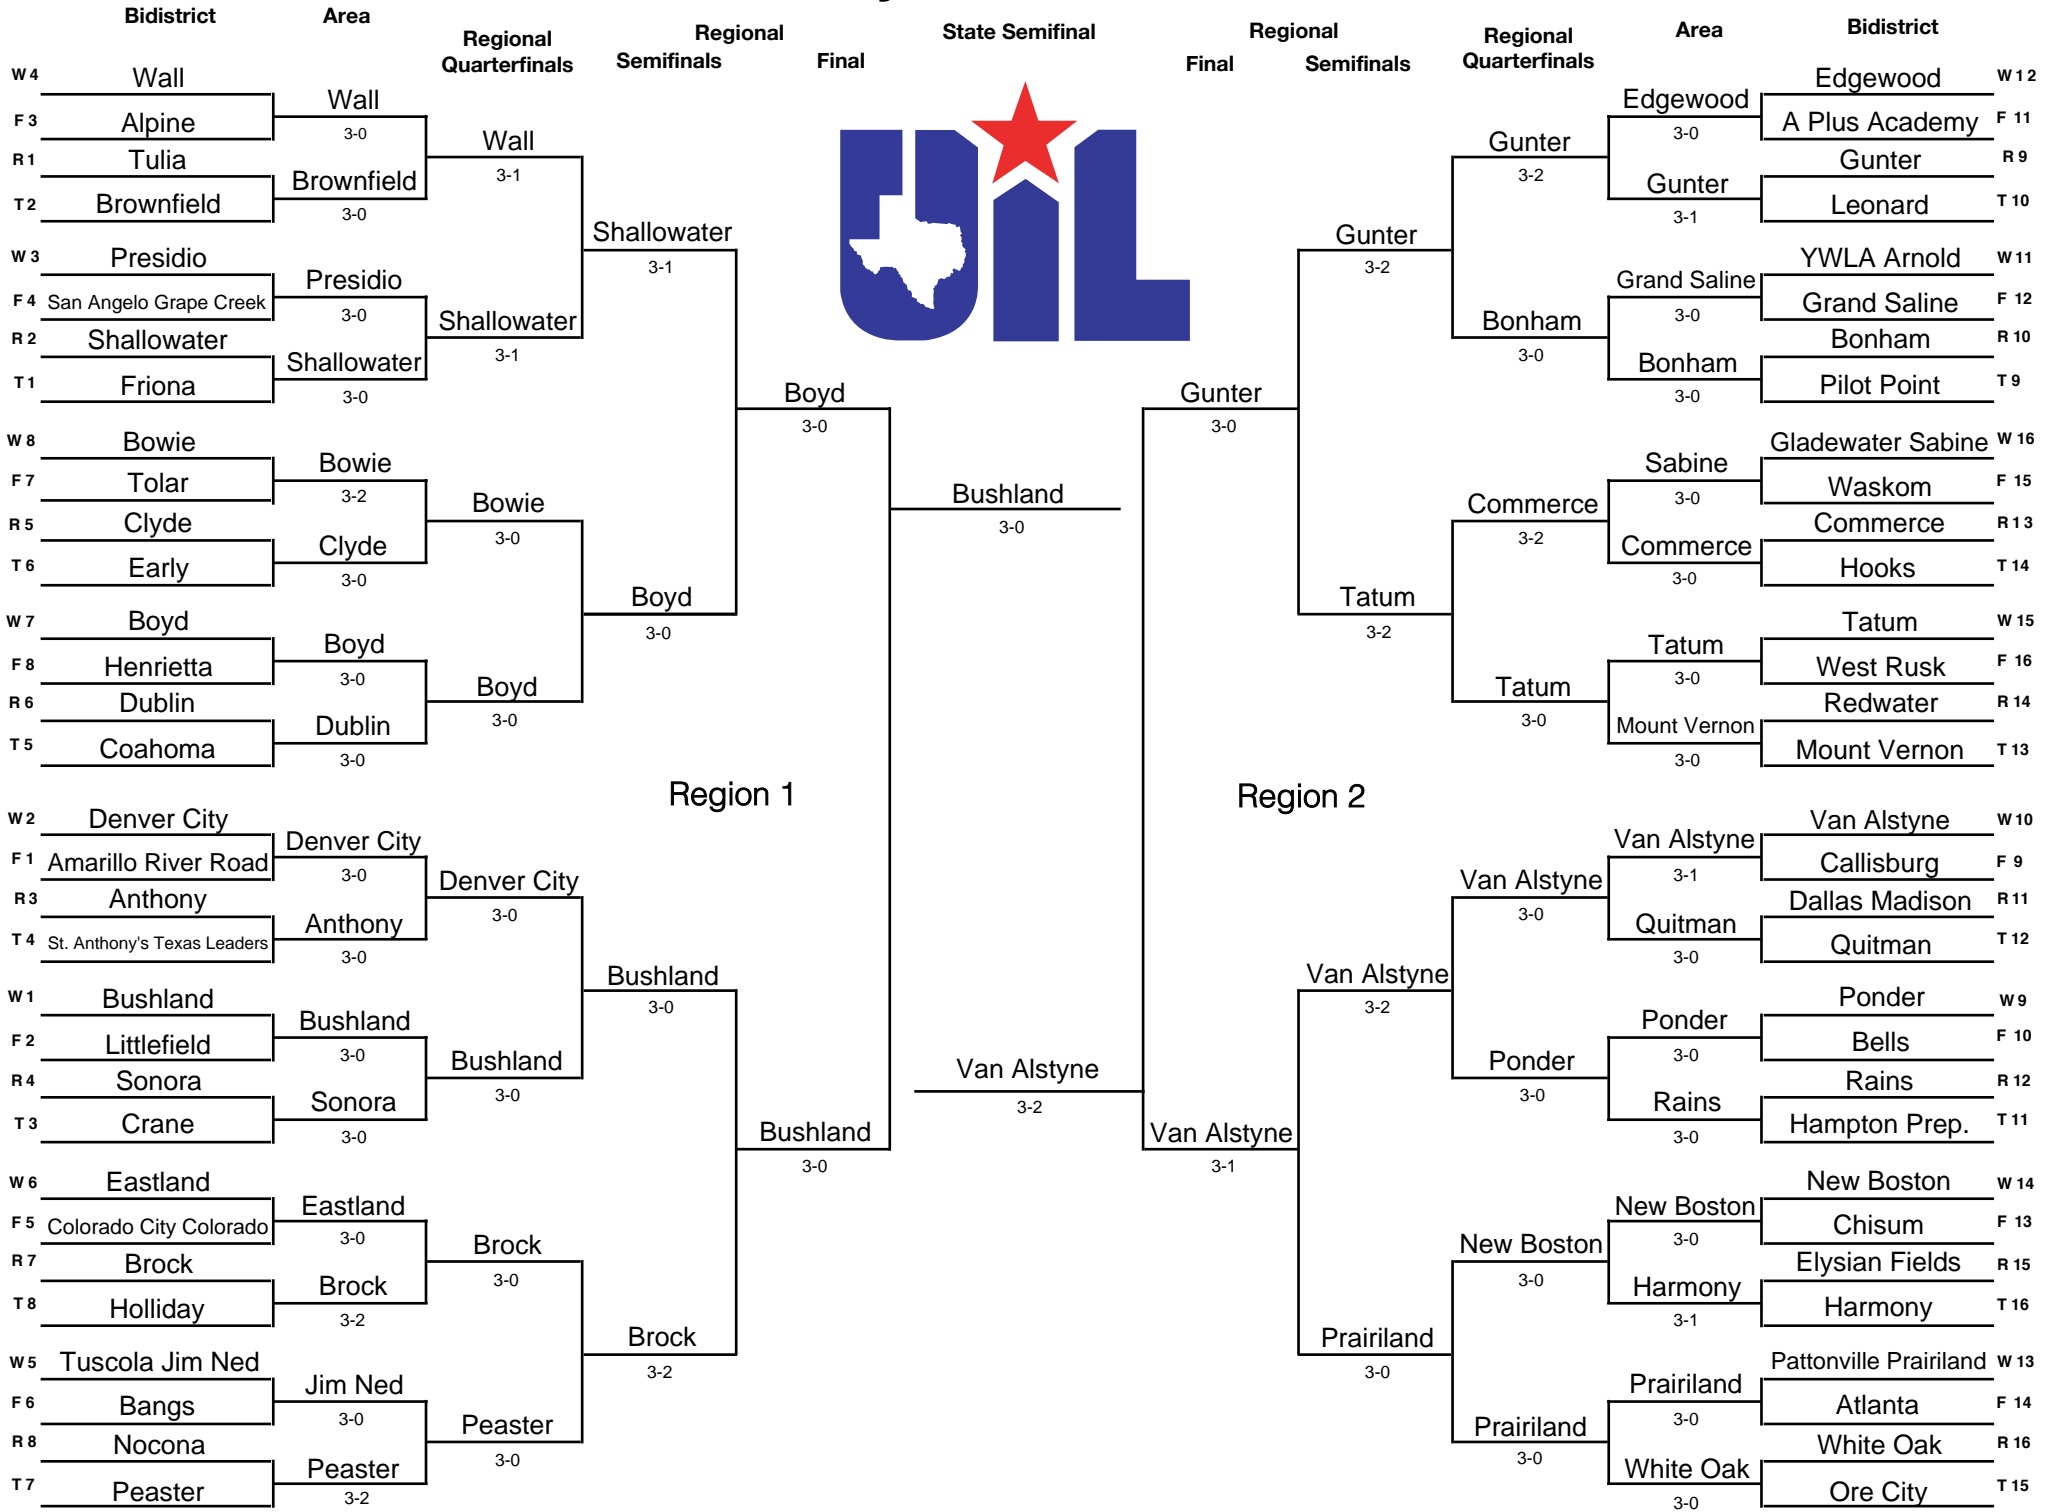 Bidistrict
Area
Regional
Quarterfinals
Regional
Semifinals
Final
State Semifinal
Regional
Final
Semifinals
Regional
Quarterfinals
Area
Bidistrict
UIL
W 4 Wall
F 3 Alpine
R 1 Tulia
T 2 Brownfield
W 3 Presidio
F 4 San Angelo Grape Creek
R 2 Shallowater
T 1 Friona
W 8 Bowie
F 7 Tolar
R 5 Clyde
T 6 Early
W 7 Boyd
F 8 Henrietta
R 6 Dublin
T 5 Coahoma
W 2 Denver City
F 1 Amarillo River Road
R 3 Anthony
T 4 St. Anthony's Texas Leaders
W 1 Bushland
F 2 Littlefield
R 4 Sonora
T 3 Crane
W 6 Eastland
F 5 Colorado City Colorado
R 7 Brock
T 8 Holliday
W 5 Tuscola Jim Ned
F 6 Bangs
R 8 Nocona
T 7 Peaster
Wall
3-0
Brownfield
3-0
Presidio
3-0
Shallowater
3-0
Bowie
3-2
Clyde
3-0
Boyd
3-0
Dublin
3-0
Denver City
3-0
Anthony
3-0
Bushland
3-0
Sonora
3-0
Eastland
3-0
Brock
3-2
Jim Ned
3-0
Peaster
3-2
Wall
3-1
Shallowater
3-1
Bowie
3-0
Boyd
3-0
Denver City
3-0
Bushland
3-0
Brock
3-0
Peaster
3-0
Shallowater
3-1
Boyd
3-0
Bushland
3-0
Brock
3-2
Boyd
3-0
Bushland
3-0
Region 1
Bushland
3-0
Van Alstyne
3-2
Region 2
Gunter
3-0
Van Alstyne
3-1
Gunter
3-2
Tatum
3-2
Van Alstyne
3-2
Prairiland
3-0
Gunter
3-2
Bonham
3-0
Commerce
3-2
Tatum
3-0
Van Alstyne
3-0
Ponder
3-0
New Boston
3-0
Prairiland
3-0
Edgewood
3-0
Gunter
3-1
Grand Saline
3-0
Bonham
3-0
Sabine
3-0
Commerce
3-0
Tatum
3-0
Mount Vernon
3-0
Van Alstyne
3-1
Quitman
3-0
Ponder
3-0
Rains
3-0
New Boston
3-0
Harmony
3-1
Prairiland
3-0
White Oak
3-0
Edgewood W 12
A Plus Academy F 11
Gunter R 9
Leonard T 10
YWLA Arnold W 11
Grand Saline F 12
Bonham R 10
Pilot Point T 9
Gladewater Sabine W 16
Waskom F 15
Commerce R 13
Hooks T 14
Tatum W 15
West Rusk F 16
Redwater R 14
Mount Vernon T 13
Van Alstyne W 10
Callisburg F 9
Dallas Madison R 11
Quitman T 12
Ponder W 9
Bells F 10
Rains R 12
Hampton Prep. T 11
New Boston W 14
Chisum F 13
Elysian Fields R 15
Harmony T 16
Pattonville Prairiland W 13
Atlanta F 14
White Oak R 16
Ore City T 15